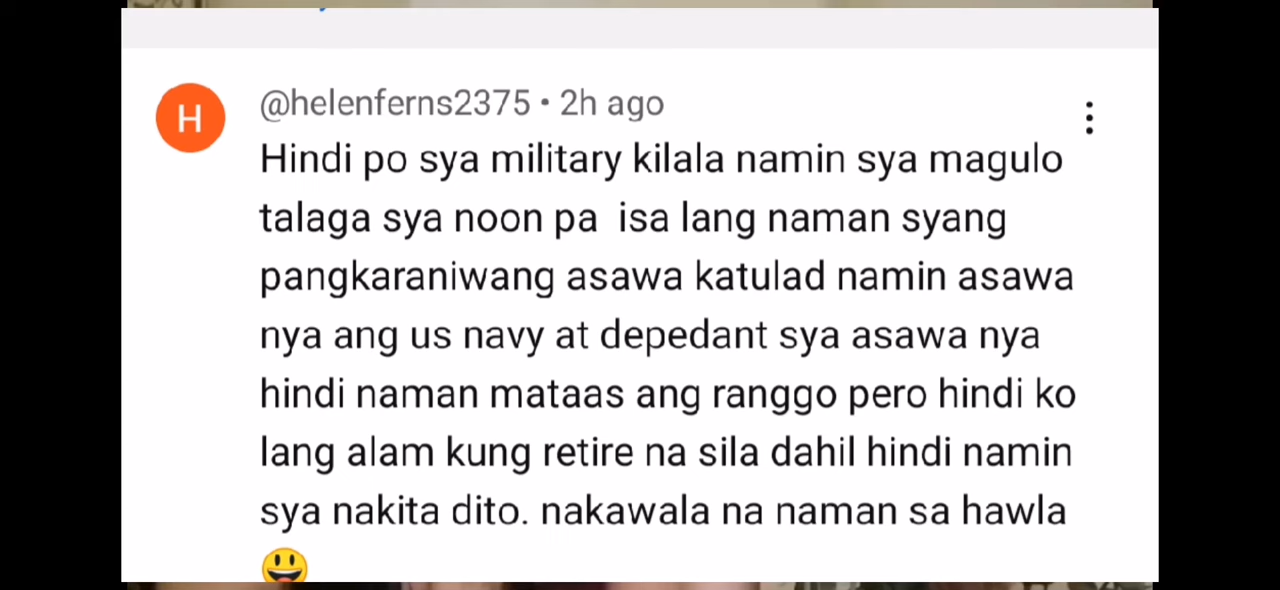 H
@helenferns2375 • 2h ago
Hindi po sya military kilala namin sya magulo
talaga sya noon pa isa lang naman syang
pangkaraniwang asawa katulad namin asawa
nya ang us navy at depedant sya asawa nya
hindi naman mataas ang ranggo pero hindi ko
lang alam kung retire na sila dahil hindi namin
sya nakita dito. nakawala na naman sa hawla
😃